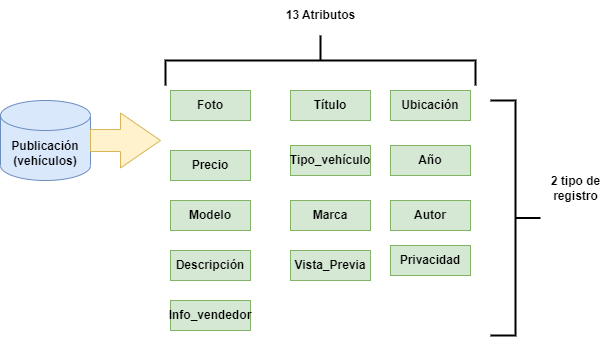 13 Atributos
Foto
Título
Ubicación
Publicación
(vehículos)
Precio
Tipo_vehículo
Año
2 tipo de
registro
Modelo
Marca
Autor
Descripción
Vista_Previa
Privacidad
Info_vendedor